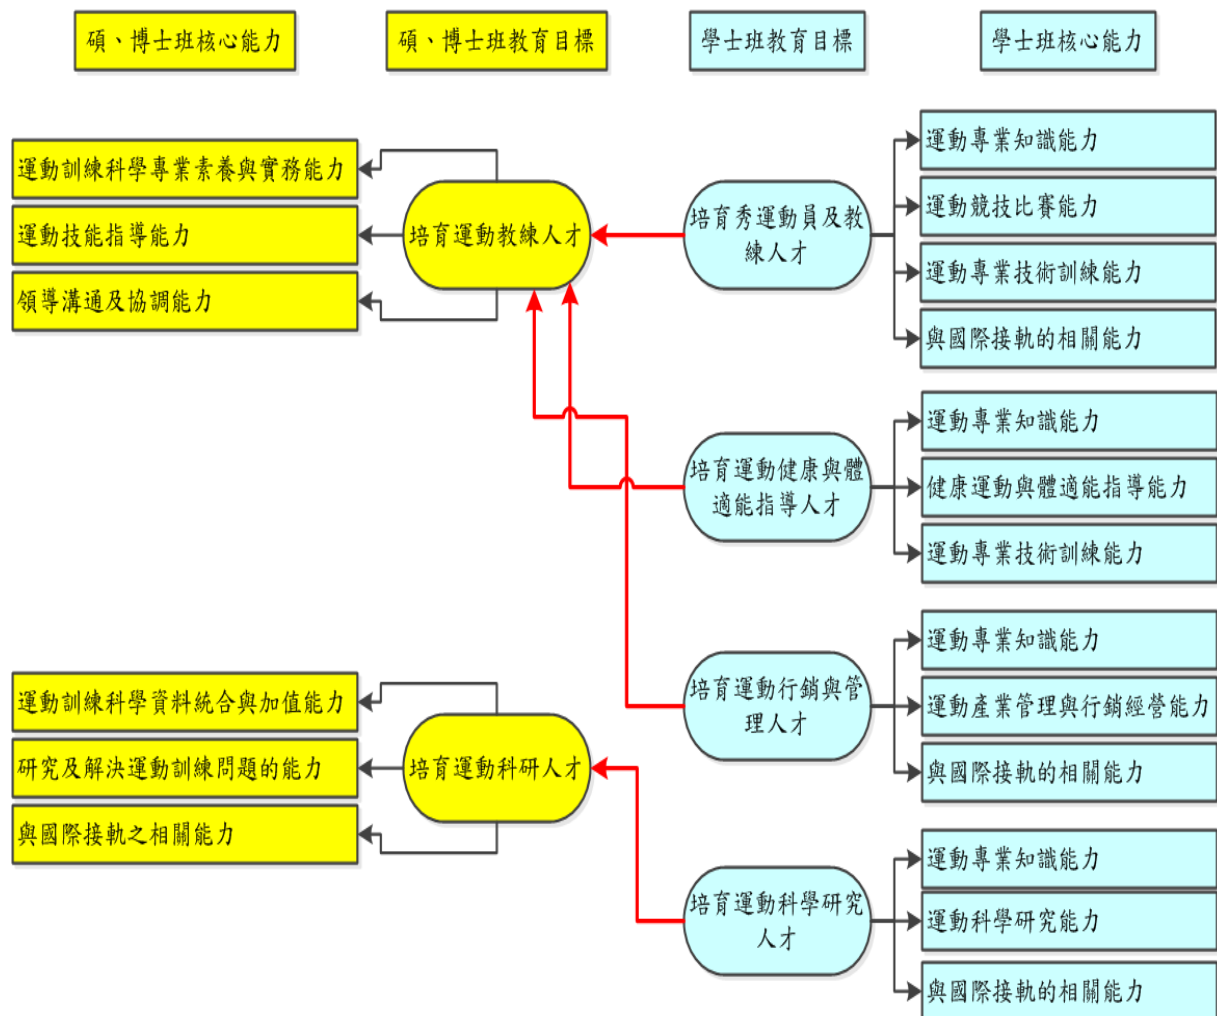 碩、博士班核心能力
碩、博士班教育目標
學士班教育目標
學士班核心能力
運動訓練科學專業素養與實務能力
運動技能指導能力
領導溝通及協調能力
培育運動教練人才
培育秀運動員及教
練人才
運動專業知識能力
運動競技比賽能力
運動專業技術訓練能力
與國際接軌的相關能力
培育運動健康與體
適能指導人才
運動專業知識能力
健康運動與體適能指導能力
運動專業技術訓練能力
培育運動行銷與管
理人才
運動專業知識能力
運動產業管理與行銷經營能力
與國際接軌的相關能力
運動訓練科學資料統合與加值能力
研究及解決運動訓練問題的能力
與國際接軌之相關能力
培育運動科研人才
培育運動科學研究
人才
運動專業知識能力
運動科學研究能力
與國際接軌的相關能力